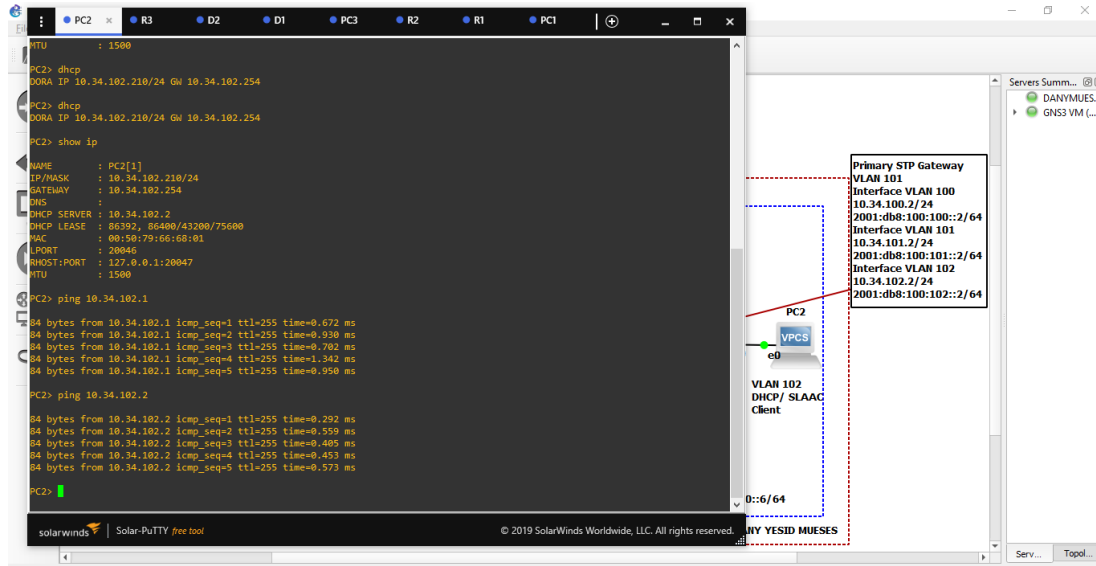 PC2
R3
D2
D1
PC3
R2
R1
PC1
MTU : 1500
PC2> dhcp
DORA IP 10.34.102.210/24 GW 10.34.102.254
PC2> dhcp
DORA IP 10.34.102.210/24 GW 10.34.102.254
PC2> show ip
NAME : PC2[1]
IP/MASK : 10.34.102.210/24
GATEWAY : 10.34.102.254
DNS :
DHCP SERVER : 10.34.102.2
DHCP LEASE : 86392, 86400/43200/75600
MAC : 00:50:79:66:68:01
LPORT : 20046
RHOST:PORT : 127.0.0.1:20047
MTU : 1500
PC2> ping 10.34.102.1
84 bytes from 10.34.102.1 icmp_seq=1 ttl=255 time=0.672 ms
84 bytes from 10.34.102.1 icmp_seq=2 ttl=255 time=0.930 ms
84 bytes from 10.34.102.1 icmp_seq=3 ttl=255 time=0.702 ms
84 bytes from 10.34.102.1 icmp_seq=4 ttl=255 time=1.342 ms
84 bytes from 10.34.102.1 icmp_seq=5 ttl=255 time=0.950 ms
PC2> ping 10.34.102.2
84 bytes from 10.34.102.2 icmp_seq=1 ttl=255 time=0.292 ms
84 bytes from 10.34.102.2 icmp_seq=2 ttl=255 time=0.559 ms
84 bytes from 10.34.102.2 icmp_seq=3 ttl=255 time=0.405 ms
84 bytes from 10.34.102.2 icmp_seq=4 ttl=255 time=0.453 ms
84 bytes from 10.34.102.2 icmp_seq=5 ttl=255 time=0.573 ms
PC2>
solarwinds Solar-PuTTY free tool
© 2019 SolarWinds Worldwide, LLC. All rights reserved.
Primary STP Gateway
VLAN 101
Interface VLAN 100
10.34.100.2/24
2001:db8:100:100::2/64
Interface VLAN 101
10.34.101.2/24
2001:db8:100:101::2/64
Interface VLAN 102
10.34.102.2/24
2001:db8:100:102::2/64
PC2
VPCS
e0
VLAN 102
DHCP/ SLAAC
Client
0::6/64
NY YESID MUESES
Servers Summ...
DANYMUES.
GNS3 VM (...
Serv...
Topol...